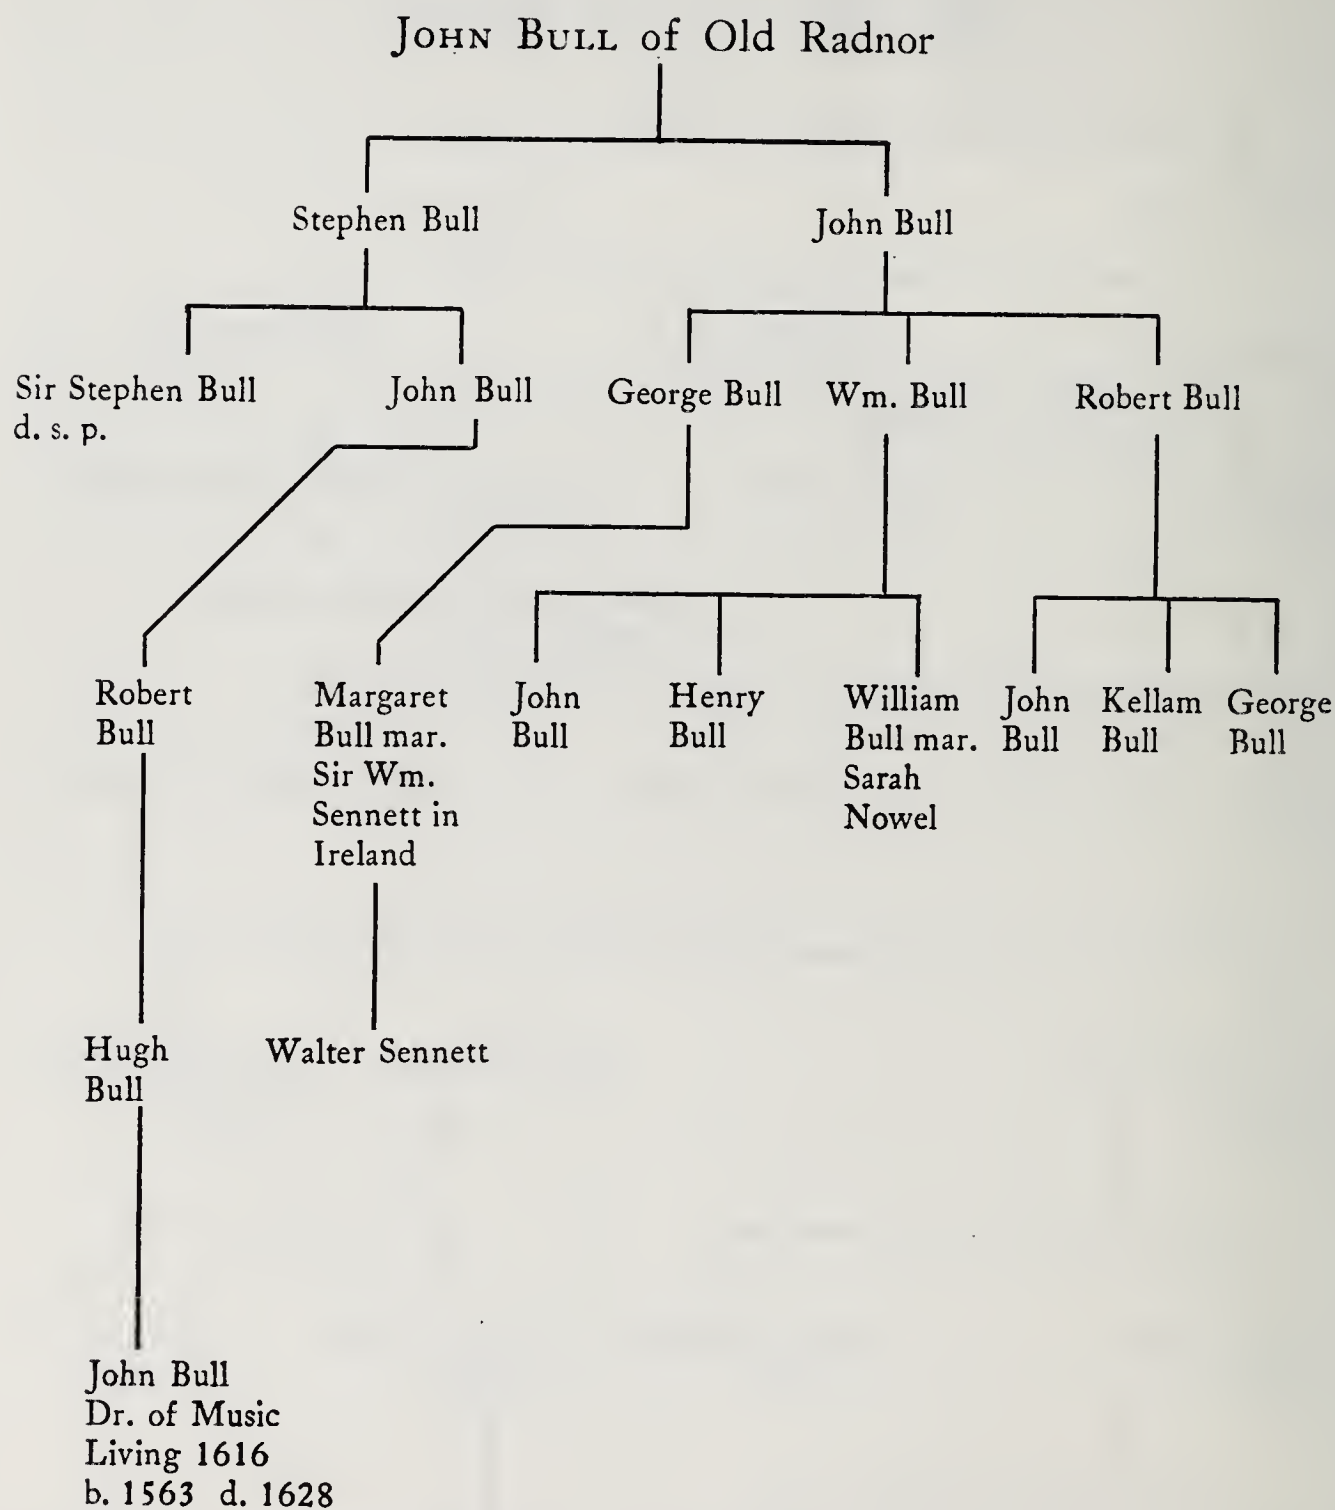 JOHN BULL of Old Radnor
Stephen Bull
John Bull
Sir Stephen Bull
d. s. p.
John Bull
George Bull
Wm. Bull
Robert Bull
Robert
Bull
Margaret
Bull mar.
Sir Wm.
Sennett in
Ireland
John
Bull
Henry
Bull
William
Bull mar.
Sarah
Nowel
John
Bull
Kellam
Bull
George
Bull
Hugh
Bull
Walter Sennett
John Bull
Dr. of Music
Living 1616
b. 1563 d. 1628